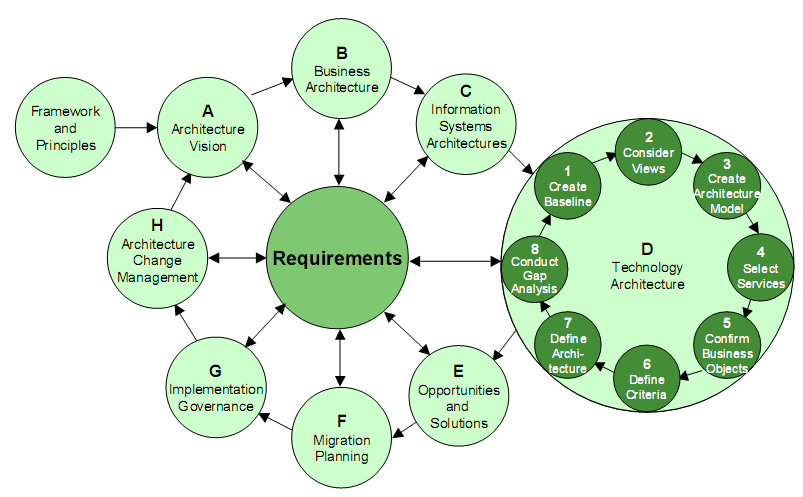 Framework
and
Principles
A
Architecture
Vision
B
Business
Architecture
C
Information
Systems
Architectures
Requirements
D
Technology
Architecture
1
Create
Baseline
2
Consider
Views
3
Create
Architecture
Model
4
Select
Services
5
Confirm
Business
Objects
6
Define
Criteria
7
Define
Archi-
tecture
8
Conduct
Gap
Analysis
E
Opportunities
and
Solutions
F
Migration
Planning
G
Implementation
Governance
H
Architecture
Change
Management